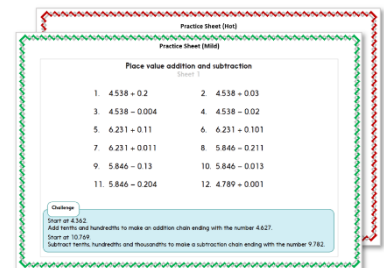 Practice Sheet (Hot)
Practice Sheet (Mild)
Place value addition and subtraction
Sheet 1
1. 4.538 + 0.2 2. 4.538 + 0.03
3. 4.538 – 0.004 4. 4.538 – 0.02
5. 6.231 + 0.11 6. 6.231 + 0.101
7. 6.231 + 0.011 8. 5.846 – 0.211
9. 5.846 – 0.13 10. 5.846 – 0.013
11. 5.846 – 0.204 12. 4.789 + 0.001
Challenge
Start at 4.362.
Add tenths and hundredths to make an addition chain ending with the number 4.627.
Start at 10.769.
Subtract tenths, hundredths and thousandths to make a subtraction chain ending with the number 9.782.